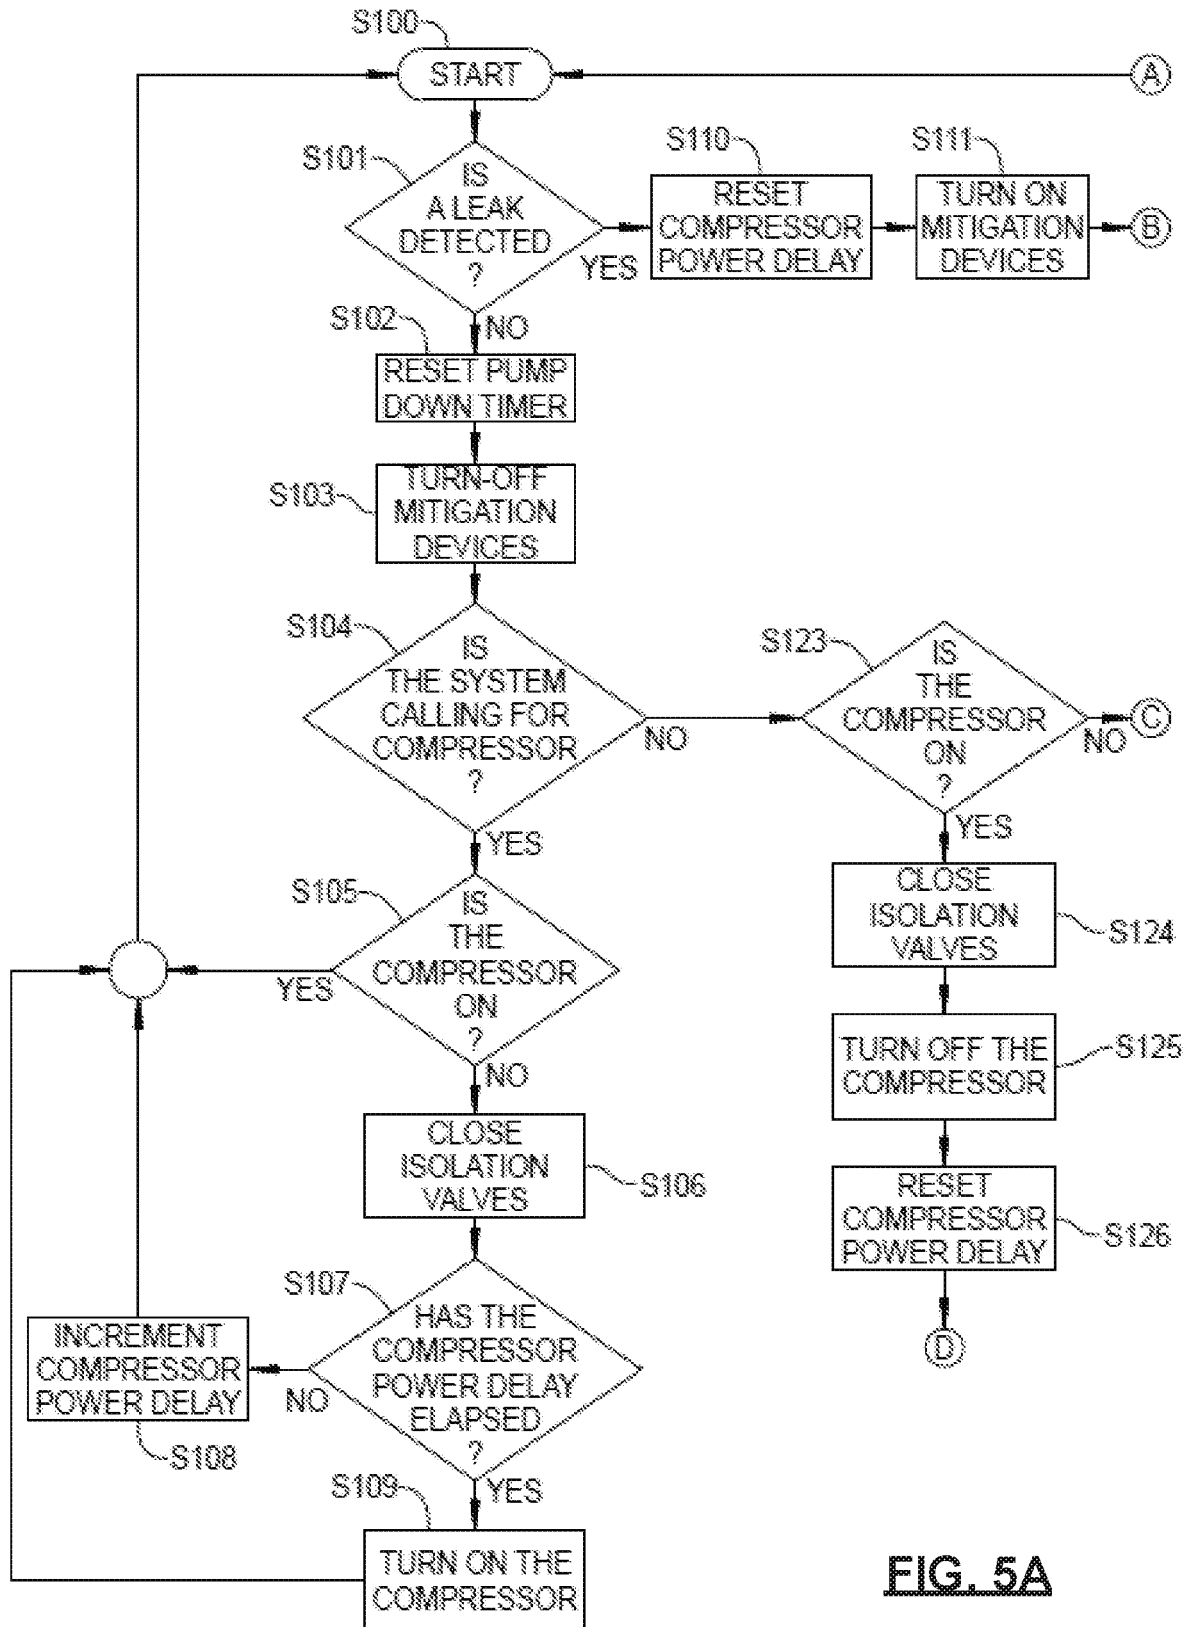 S100
START
A
S101
IS
A LEAK
DETECTED
?
YES
NO
S110
RESET
COMPRESSOR
POWER DELAY
S111
TURN ON
MITIGATION
DEVICES
B
S102
RESET PUMP
DOWN TIMER
S103
TURN-OFF
MITIGATION
DEVICES
S104
IS
THE SYSTEM
CALLING FOR
COMPRESSOR
?
NO
YES
S123
IS
THE
COMPRESSOR
ON
?
NO
C
YES
S105
IS
THE
COMPRESSOR
ON
?
YES
NO
CLOSE
ISOLATION
VALVES
S124
TURN OFF THE
COMPRESSOR
S125
RESET
COMPRESSOR
POWER DELAY
S126
D
CLOSE
ISOLATION
VALVES
S106
S107
HAS THE
COMPRESSOR
POWER DELAY
ELAPSED
?
NO
YES
INCREMENT
COMPRESSOR
POWER DELAY
S108
S109
TURN ON THE
COMPRESSOR
FIG. 5A